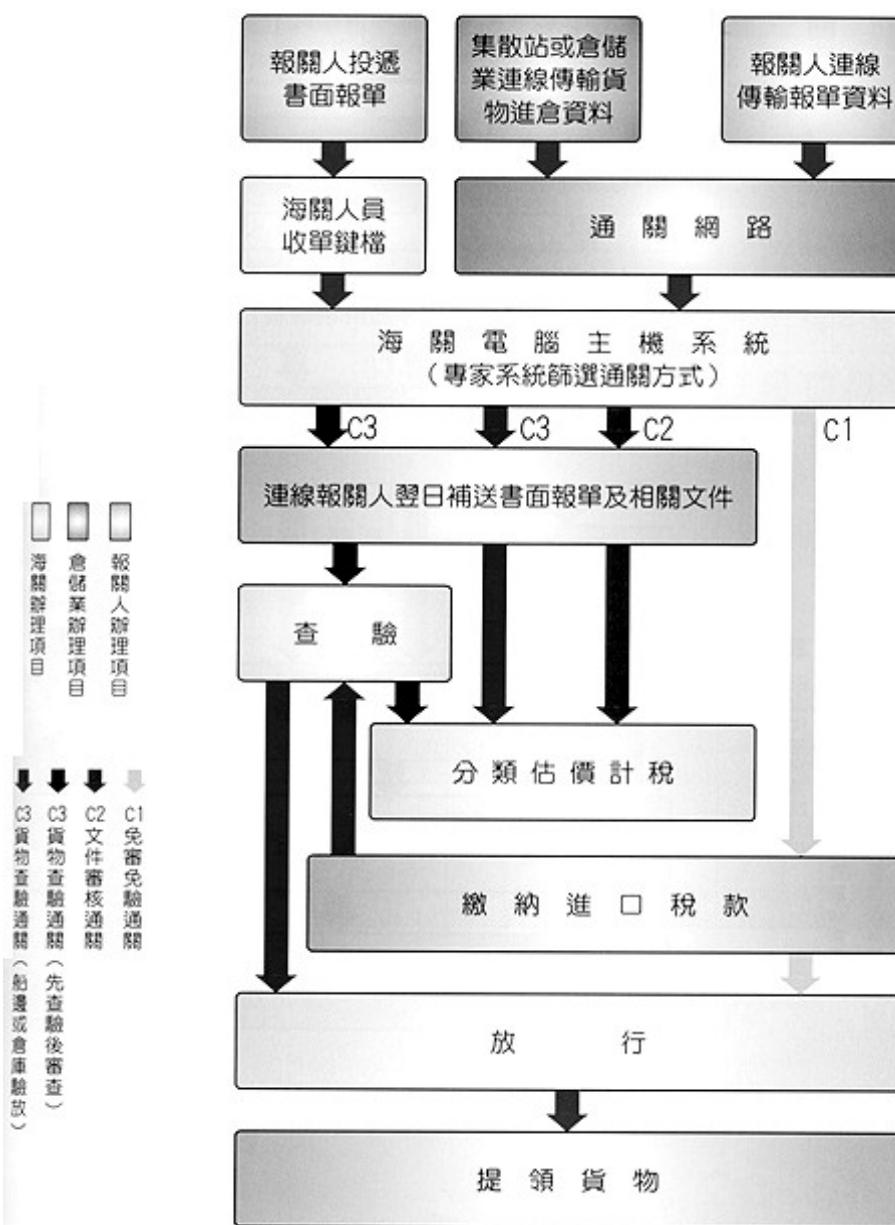 報關人投遞
書面報單
集散站或倉儲
業連線傳輸貨
物進倉資料
報關人連線
傳輸報單資料
海關人員
收單鍵檔
通關網路
海關電腦主機系統
（專家系統篩選通關方式）
C3
C3
C2
C1
連線報關人翌日補送書面報單及相關文件
查驗
分類估價計稅
繳納進口稅款
放行
提領貨物
報關人辦理項目
倉儲業辦理項目
海關辦理項目
C1免審免驗通關
C2文件審核通關
C3貨物查驗通關（先查驗後審查）
C3貨物查驗通關（船邊或倉庫驗放）